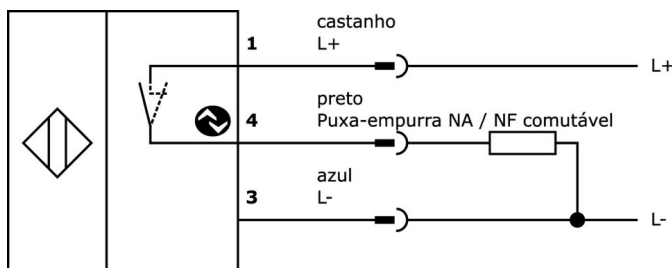 castanho
1 L+
L+
preto
4 Puxa-empurra NA / NF comutável
azul
3 L-
L-